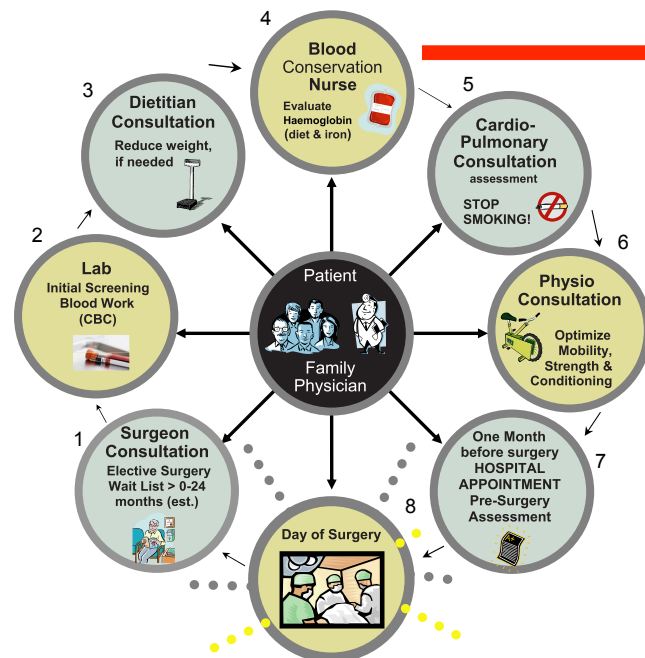 4
Blood
Conservation
Nurse
Evaluate
Haemoglobin
(diet & iron)
3
Dietitian
Consultation
Reduce weight,
if needed
5
Cardio-
Pulmonary
Consultation
assessment
STOP
SMOKING!
2
Lab
Initial Screening
Blood Work
(CBC)
Patient
Family
Physician
6
Physio
Consultation
Optimize
Mobility,
Strength &
Conditioning
1
Surgeon
Consultation
Elective Surgery
Wait List > 0-24
months (est.)
7
One Month
before surgery
HOSPITAL
APPOINTMENT
Pre-Surgery
Assessment
8
Day of Surgery